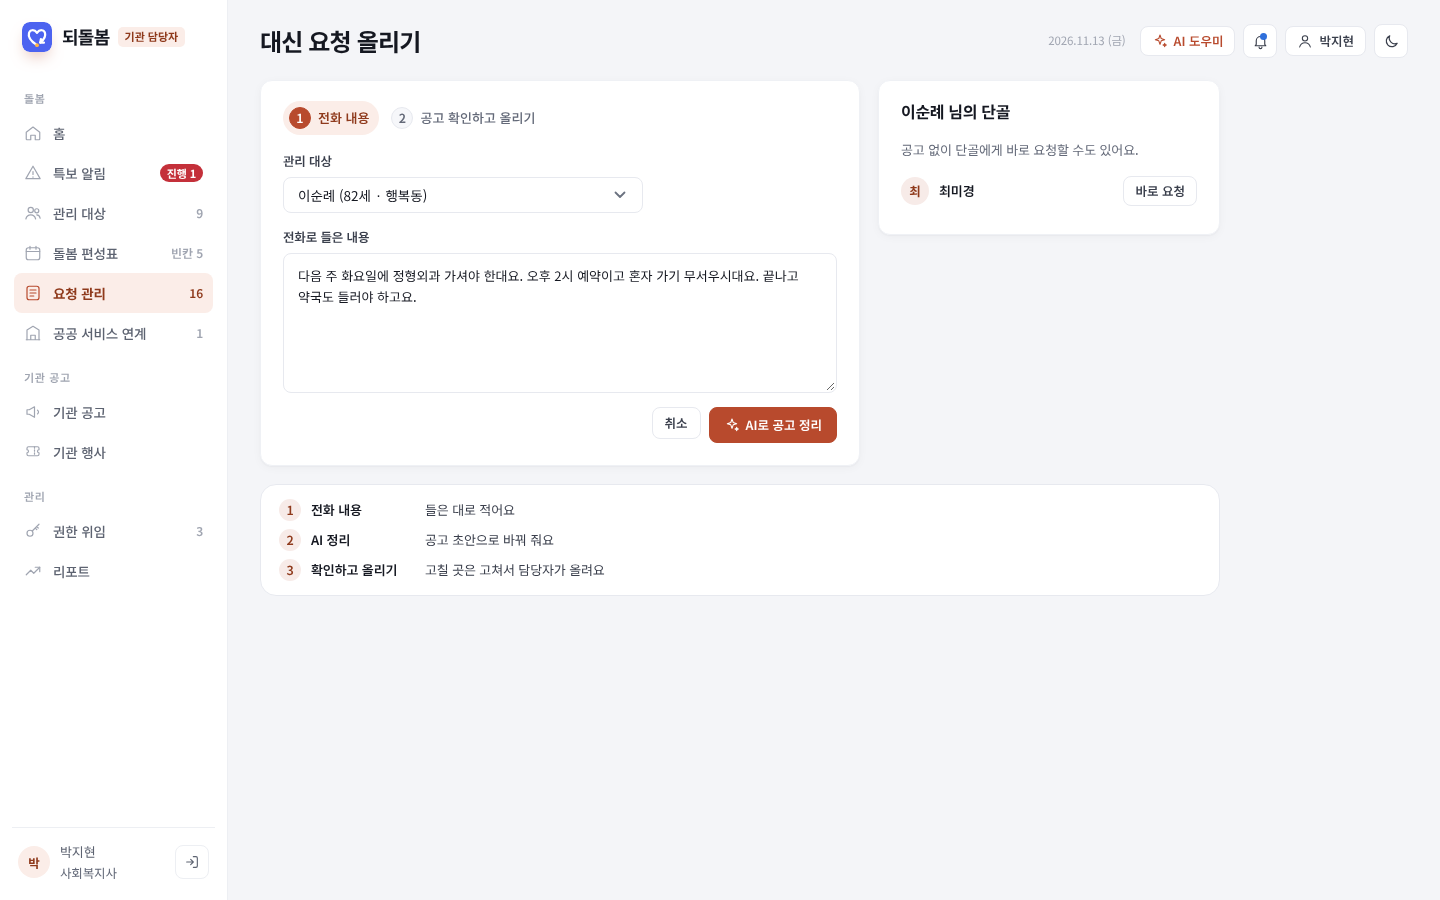 되돌봄
기관 담당자
돌봄
홈
특보 알림
진행 1
관리 대상
9
돌봄 편성표
빈칸 5
요청 관리
16
공공 서비스 연계
1
기관 공고
기관 공고
기관 행사
관리
권한 위임
3
리포트
박
박지현
사회복지사
대신 요청 올리기
2026.11.13 (금)
AI 도우미
박지현
1 전화 내용
2 공고 확인하고 올리기
관리 대상
이순례 (82세 · 행복동)
전화로 들은 내용
다음 주 화요일에 정형외과 가셔야 한대요. 오후 2시 예약이고 혼자 가기 무서우시대요. 끝나고
약국도 들러야 하고요.
취소
AI로 공고 정리
이순례 님의 단골
공고 없이 단골에게 바로 요청할 수도 있어요.
최
최미경
바로 요청
1 전화 내용 들은 대로 적어요
2 AI 정리 공고 초안으로 바꿔 줘요
3 확인하고 올리기 고칠 곳은 고쳐서 담당자가 올려요